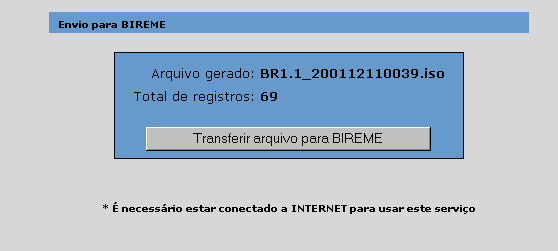 Envio para BIREME
Arquivo gerado: BR1.1_200112110039.iso
Total de registros: 69
Transferir arquivo para BIREME
* É necessário estar conectado a INTERNET para usar este serviço